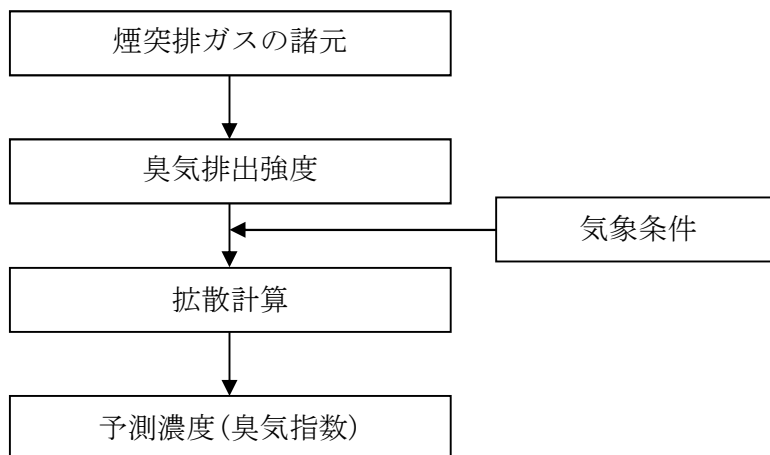 煙突排ガスの諸元
臭気排出強度
気象条件
拡散計算
予測濃度(臭気指数)